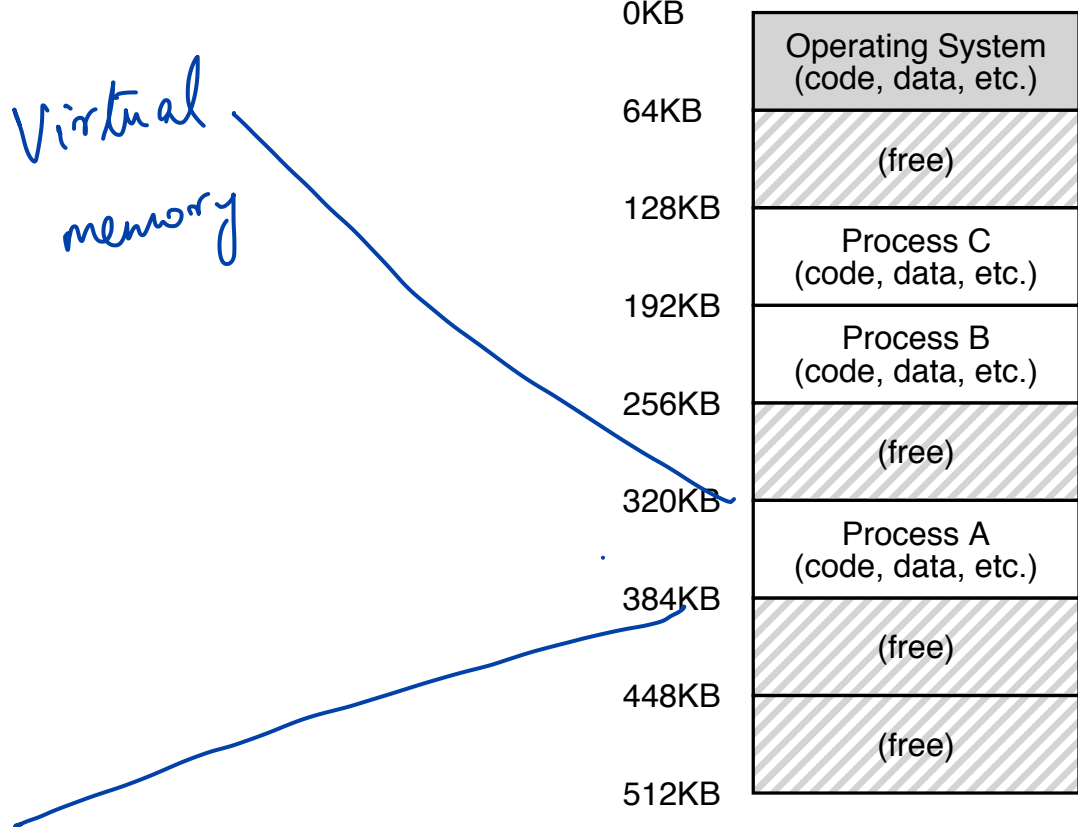 0KB
Operating System
(code, data, etc.)
Virtual
64KB
(free)
memory
128KB
Process C
(code, data, etc.)
192KB
Process B
(code, data, etc.)
256KB
(free)
320KB
Process A
(code, data, etc.)
384KB
(free)
448KB
(free)
512KB